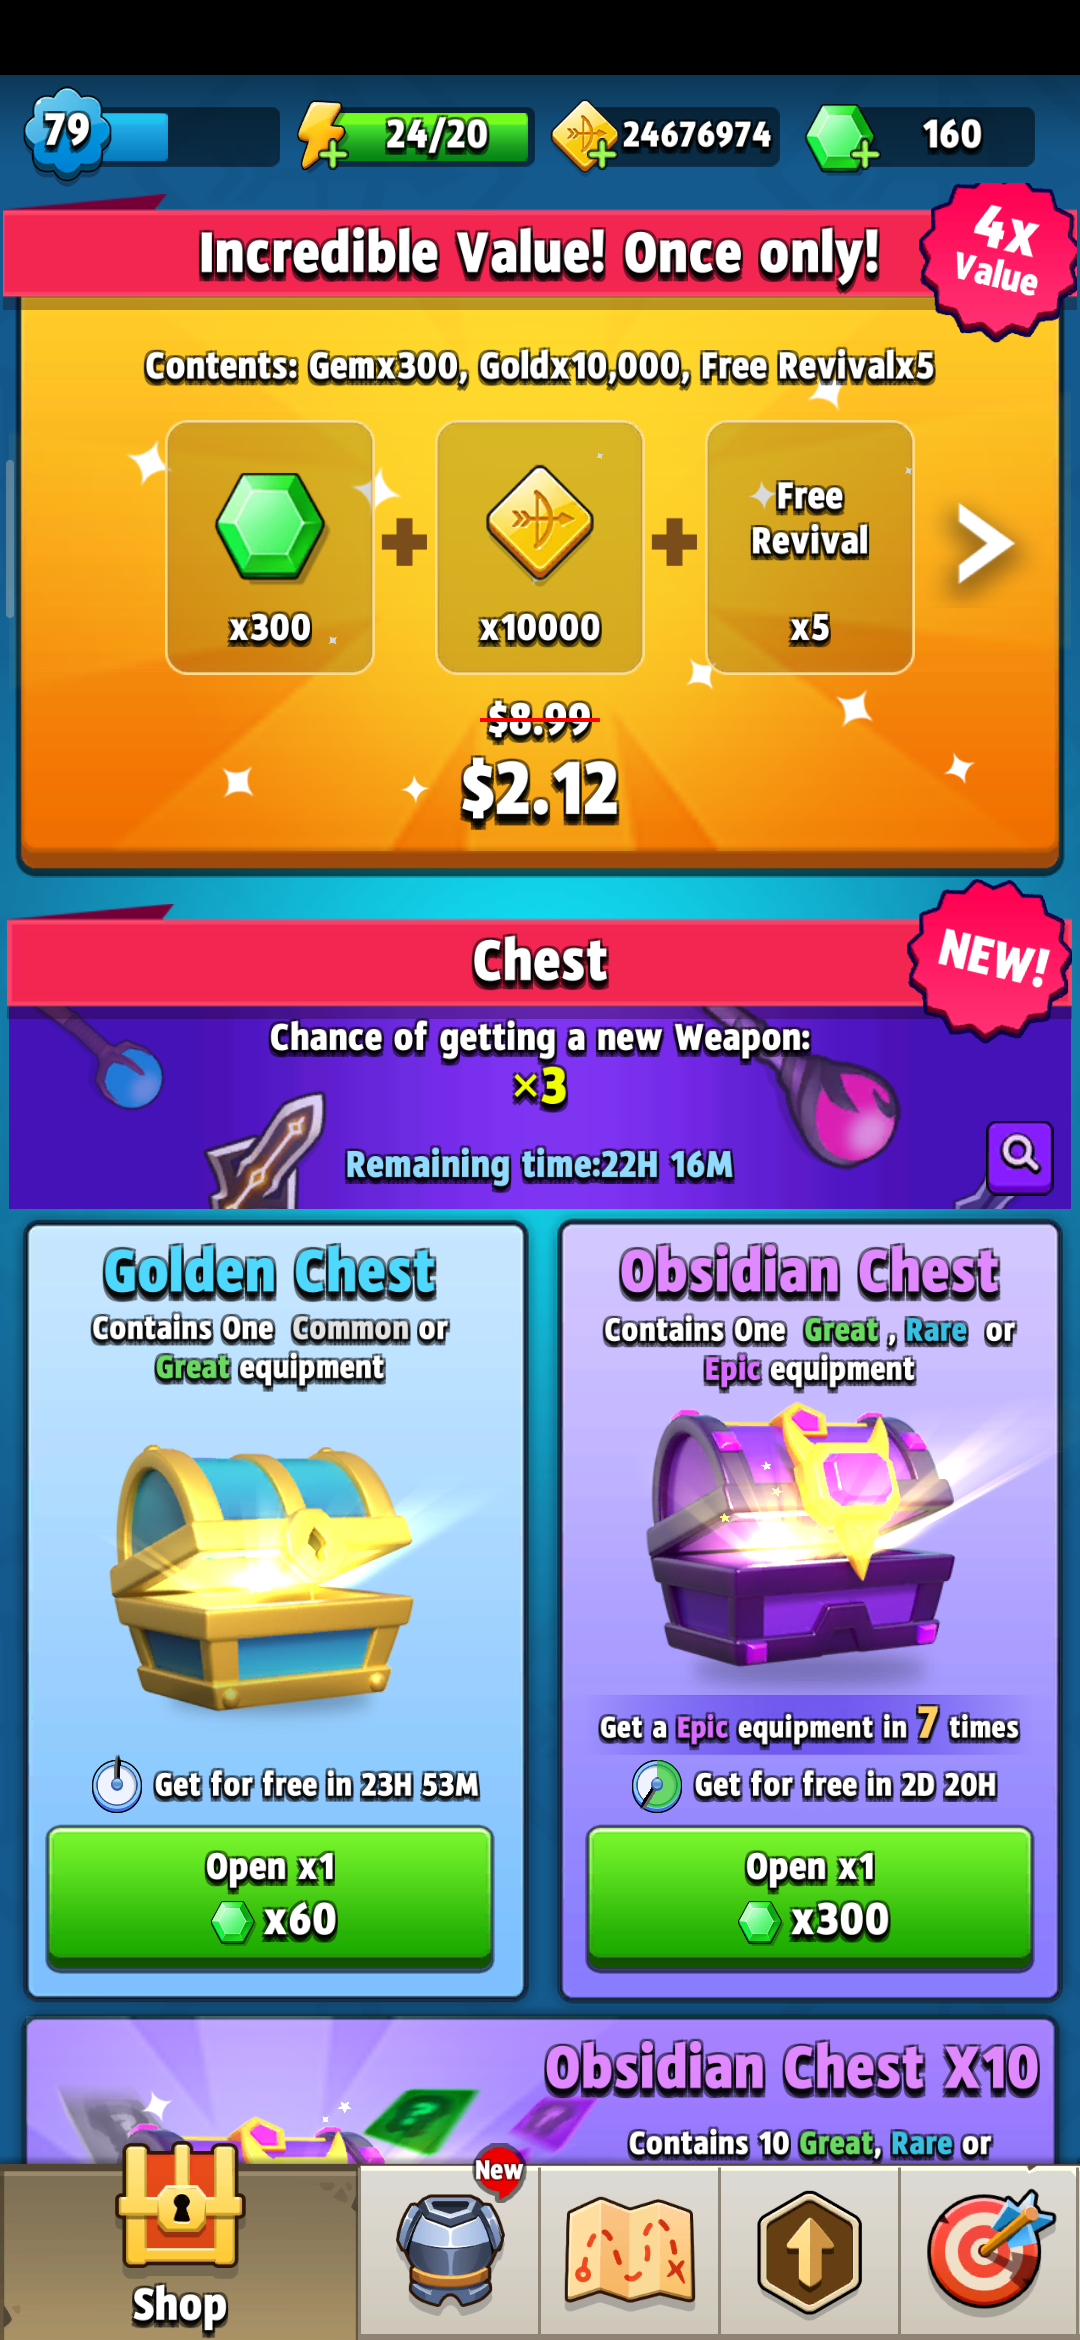 79
24/20
24676974
160
Incredible Value! Once only!
4x
Value
Contents: Gemx300, Goldx10,000, Free Revivalx5
x300
x10000
Free
Revival
x5
$8.99
$2.12
Chest
NEW!
Chance of getting a new Weapon:
×3
Remaining time:22H 16M
Golden Chest
Contains One Common or
Great equipment
Get for free in 23H 53M
Open x1
x60
Obsidian Chest
Contains One Great , Rare or
Epic equipment
Get a Epic equipment in 7 times
Get for free in 2D 20H
Open x1
x300
Obsidian Chest X10
Contains 10 Great, Rare or
New
Shop